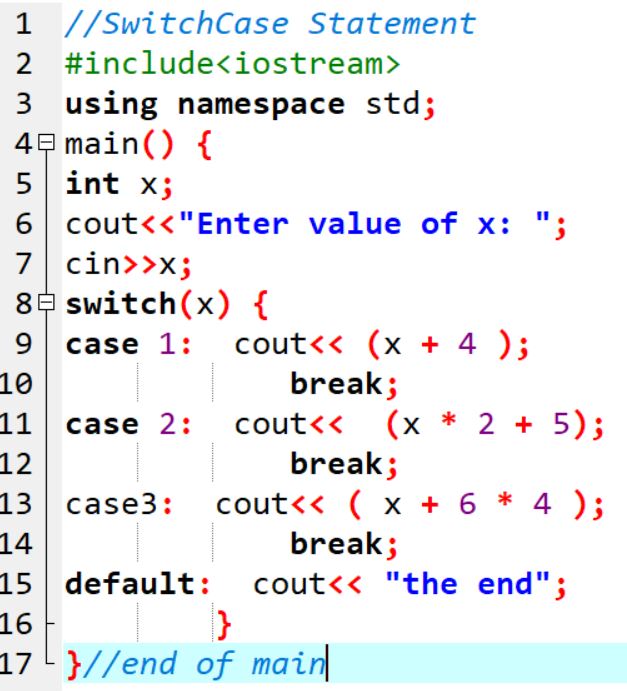 1 //SwitchCase Statement
2 #include<iostream>
3 using namespace std;
4 main() {
5 int x;
6 cout<<"Enter value of x: ";
7 cin>>x;
8 switch(x) {
9 case 1:  cout<< (x + 4 );
10 break;
11 case 2:  cout<<  (x * 2 + 5);
12 break;
13 case3:  cout<< ( x + 6 * 4 );
14 break;
15 default:  cout<< "the end";
16 }
17 }//end of main